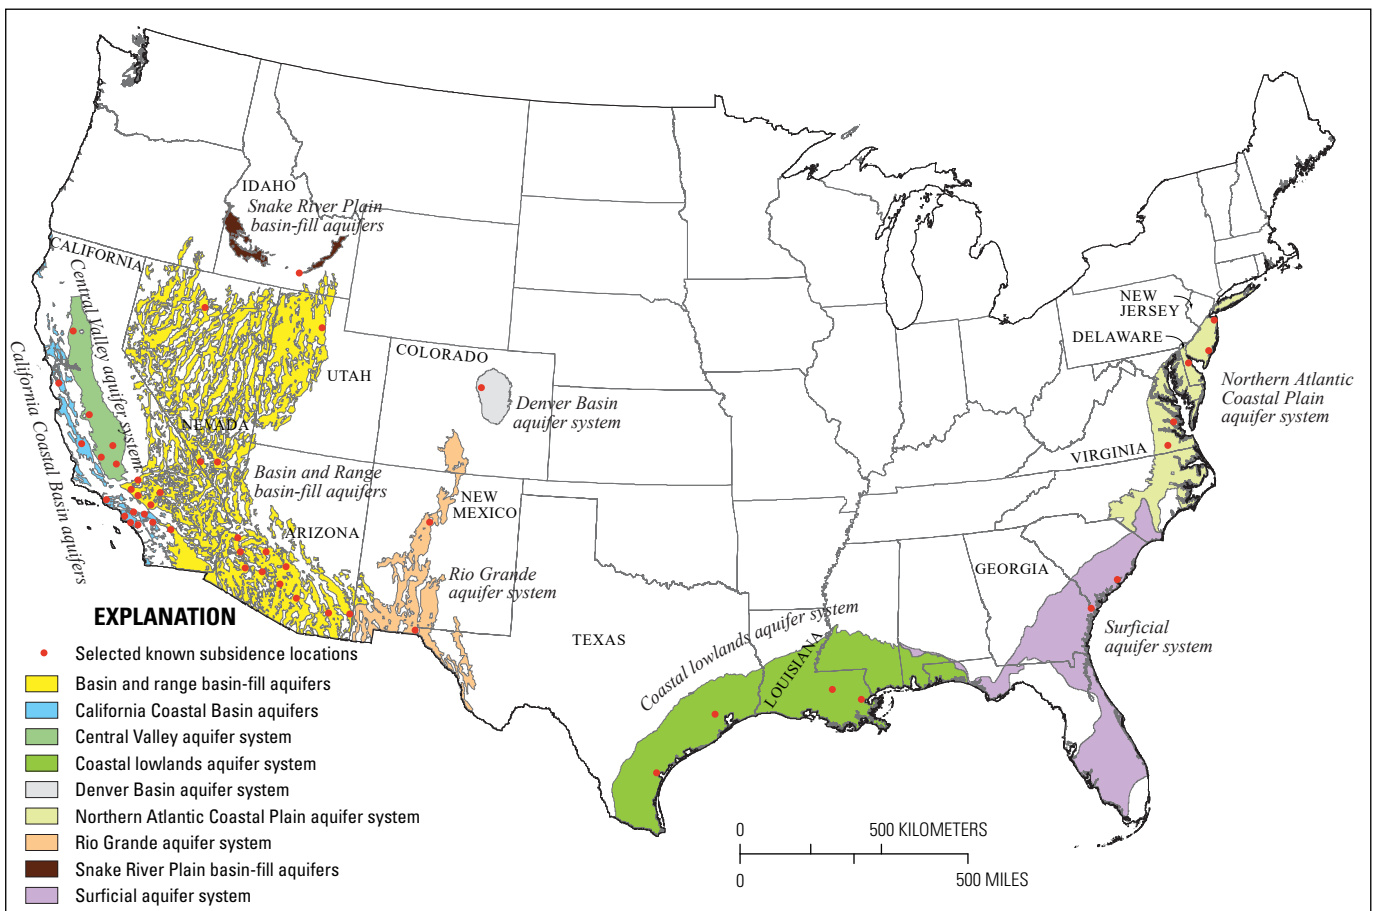 IDAHO
Snake River Plain
basin-fill aquifers
CALIFORNIA
Central Valley aquifer system
California Coastal Basin aquifers
NEVADA
UTAH
COLORADO
Denver Basin
aquifer system
Basin and Range
basin-fill aquifers
ARIZONA
NEW
MEXICO
Rio Grande
aquifer system
TEXAS
Coastal lowlands aquifer system
LOUISIANA
GEORGIA
Surficial
aquifer system
VIRGINIA
NEW
JERSEY
DELAWARE
Northern Atlantic
Coastal Plain
aquifer system
EXPLANATION
Selected known subsidence locations
Basin and range basin-fill aquifers
California Coastal Basin aquifers
Central Valley aquifer system
Coastal lowlands aquifer system
Denver Basin aquifer system
Northern Atlantic Coastal Plain aquifer system
Rio Grande aquifer system
Snake River Plain basin-fill aquifers
Surficial aquifer system
0 500 KILOMETERS
0 500 MILES